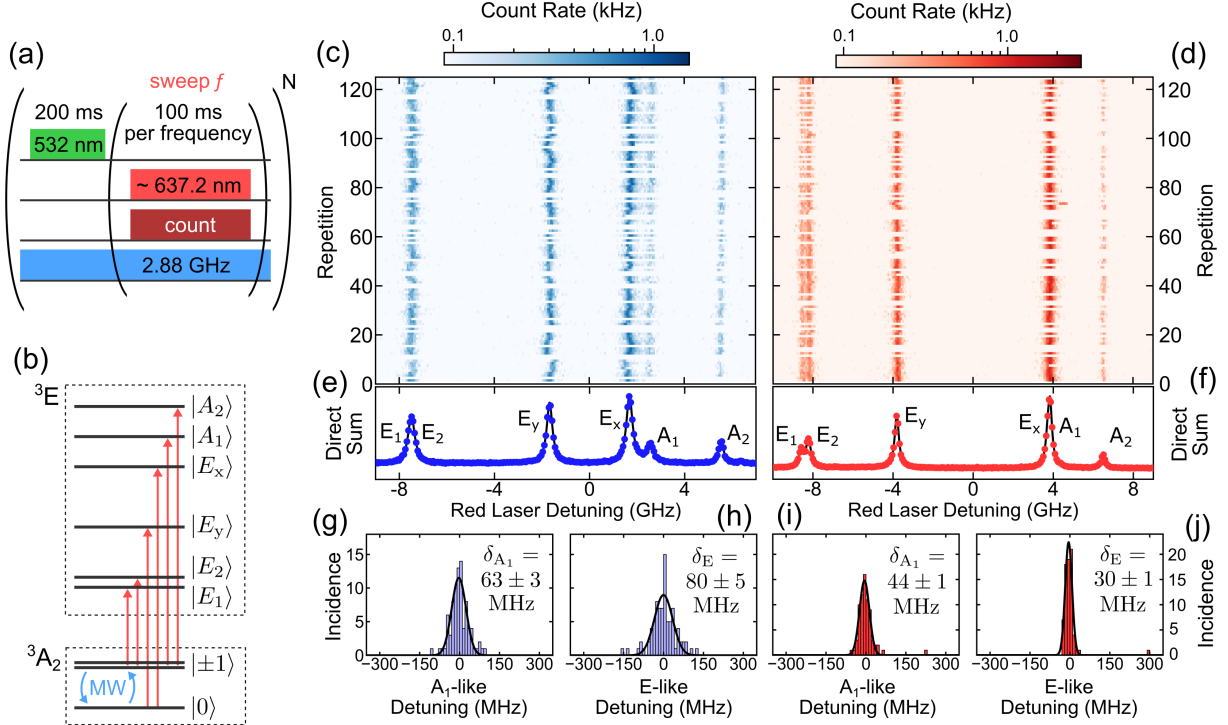 (a)
sweep f
N
200 ms
100 ms
per frequency
532 nm
~ 637.2 nm
count
2.88 GHz
(b)
³E
|A₂⟩
|A₁⟩
|Eₓ⟩
|E_y⟩
|E₂⟩
|E₁⟩
³A₂
|±1⟩
MW
|0⟩
(c)
Count Rate (kHz)
0.1
1.0
Repetition
120
100
80
60
40
20
0
(d)
Count Rate (kHz)
0.1
1.0
120
100
80
60
40
20
0
Repetition
(e)
Direct
Sum
E₁
E₂
E_y
Eₓ
A₁
A₂
-8
-4
0
4
(f)
E₁
E₂
E_y
Eₓ
A₁
A₂
Direct
Sum
-8
-4
0
4
8
Red Laser Detuning (GHz)
Red Laser Detuning (GHz)
(g)
Incidence
20
15
10
5
0
δ_A₁ =
63 ± 3
MHz
−300
−150
0
150
300
A₁-like
Detuning (MHz)
(h)
δ_E =
80 ± 5
MHz
−300
−150
0
150
300
E-like
Detuning (MHz)
(i)
δ_A₁ =
44 ± 1
MHz
−300
−150
0
150
300
A₁-like
Detuning (MHz)
(j)
δ_E =
30 ± 1
MHz
20
15
10
5
0
Incidence
−300
−150
0
150
300
E-like
Detuning (MHz)